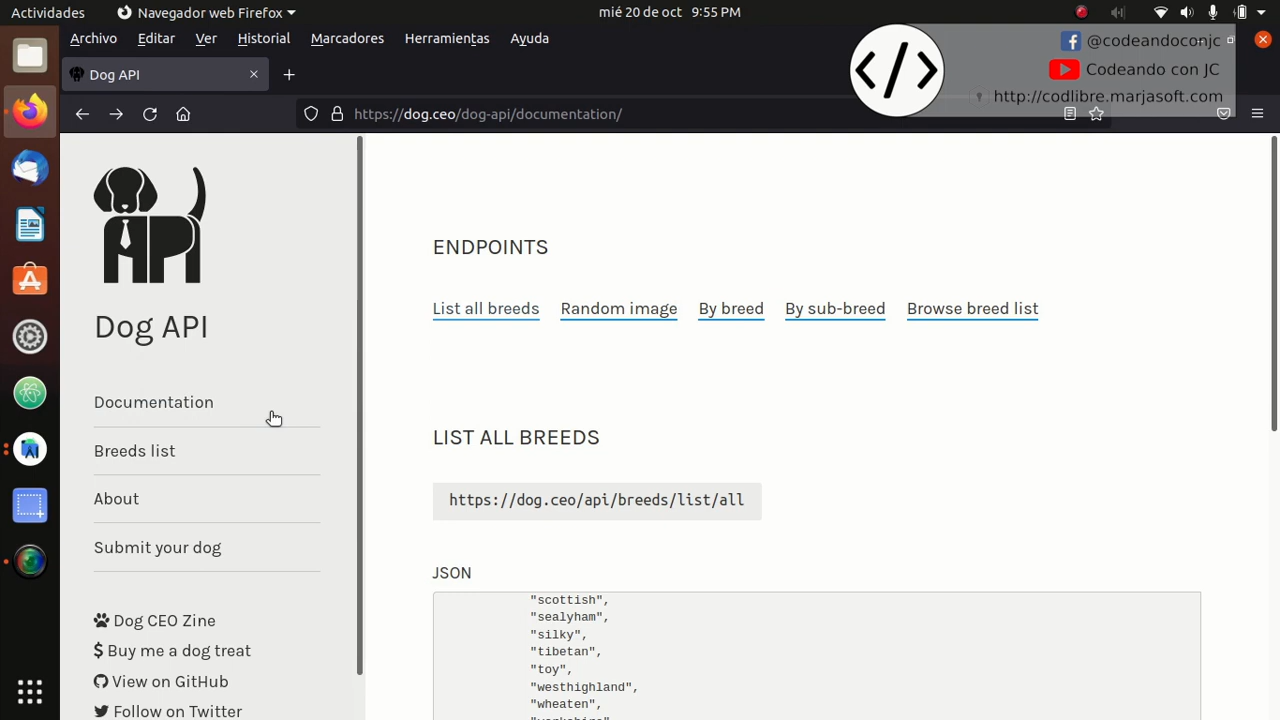 Actividades
Navegador web Firefox
mié 20 de oct 9:55 PM
Archivo Editar Ver Historial Marcadores Herramientas Ayuda
@codeandoconjc
Codeando con JC
http://codlibre.marjasoft.com
Dog API
https://dog.ceo/dog-api/documentation/
Dog API
Documentation
Breeds list
About
Submit your dog
Dog CEO Zine
Buy me a dog treat
View on GitHub
Follow on Twitter
ENDPOINTS
List all breeds Random image By breed By sub-breed Browse breed list
LIST ALL BREEDS
https://dog.ceo/api/breeds/list/all
JSON
"scottish",
"sealyham",
"silky",
"tibetan",
"toy",
"westhighland",
"wheaten",